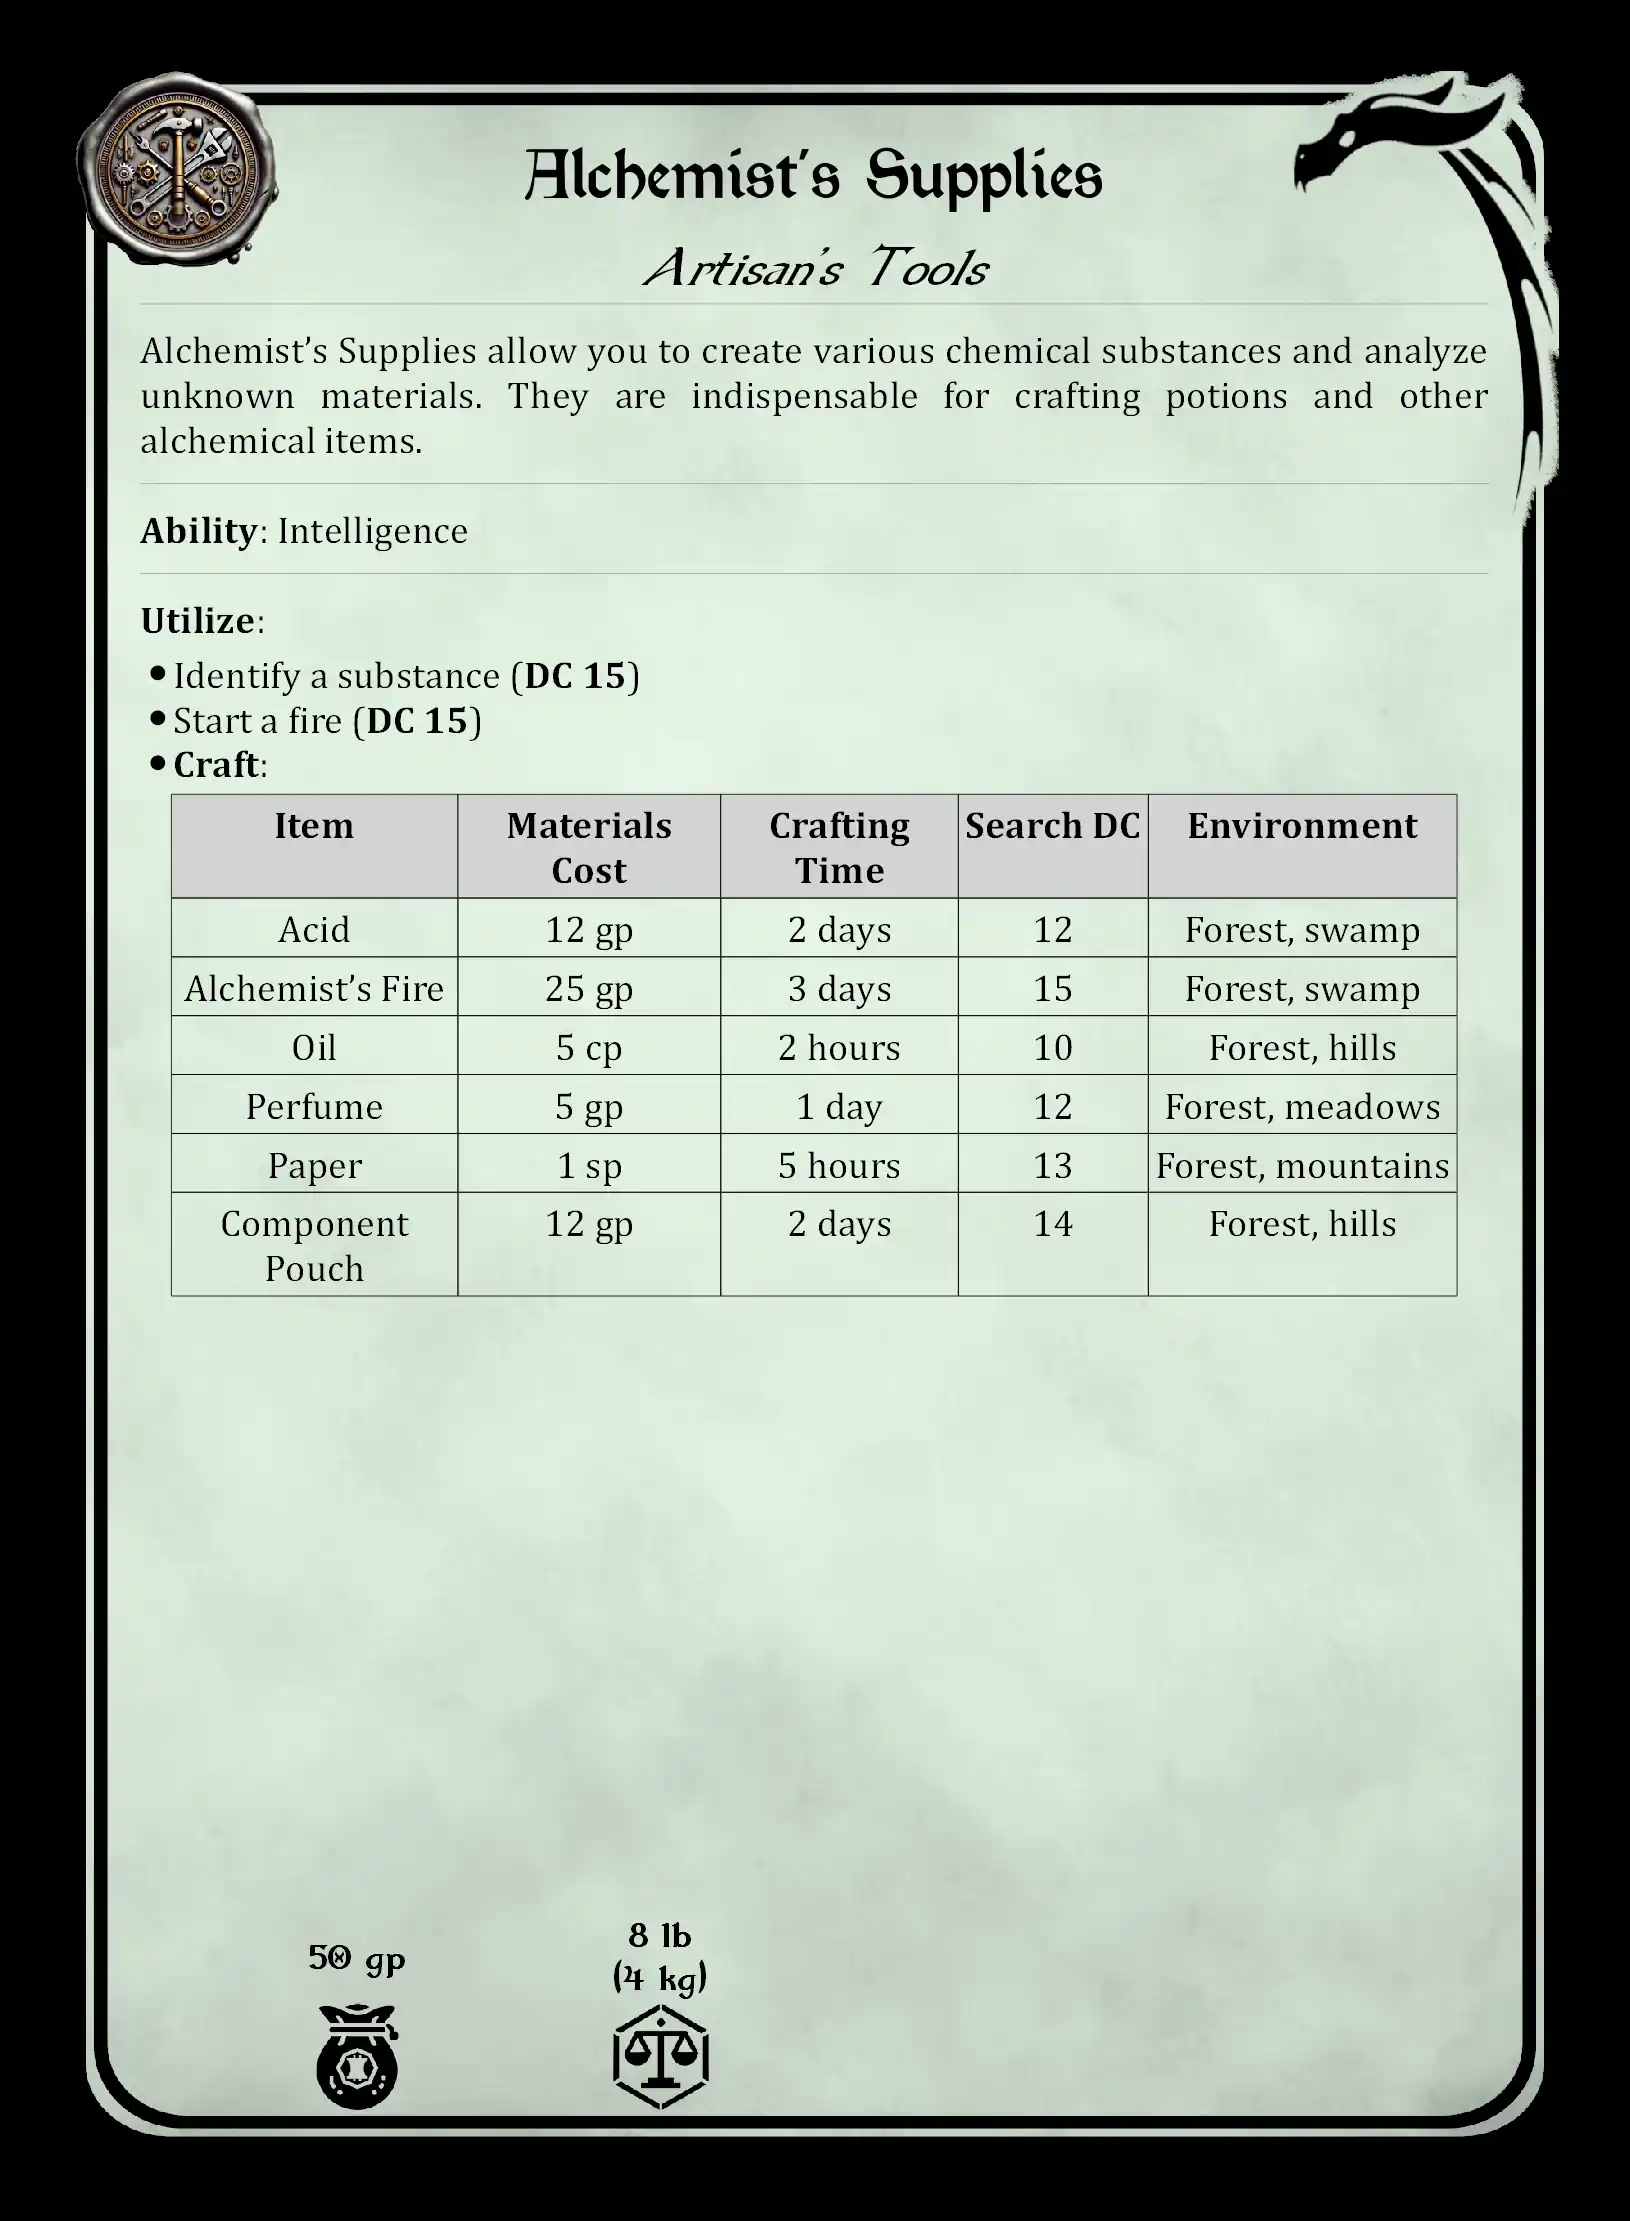 Alchemist's Supplies
Artisan's Tools
Alchemist’s Supplies allow you to create various chemical substances and analyze
unknown materials. They are indispensable for crafting potions and other
alchemical items.
Ability: Intelligence
Utilize:
• Identify a substance (DC 15)
• Start a fire (DC 15)
• Craft:
Item Materials Cost Crafting Time Search DC Environment
Acid 12 gp 2 days 12 Forest, swamp
Alchemist’s Fire 25 gp 3 days 15 Forest, swamp
Oil 5 cp 2 hours 10 Forest, hills
Perfume 5 gp 1 day 12 Forest, meadows
Paper 1 sp 5 hours 13 Forest, mountains
Component Pouch 12 gp 2 days 14 Forest, hills
50 gp
8 lb
(4 kg)